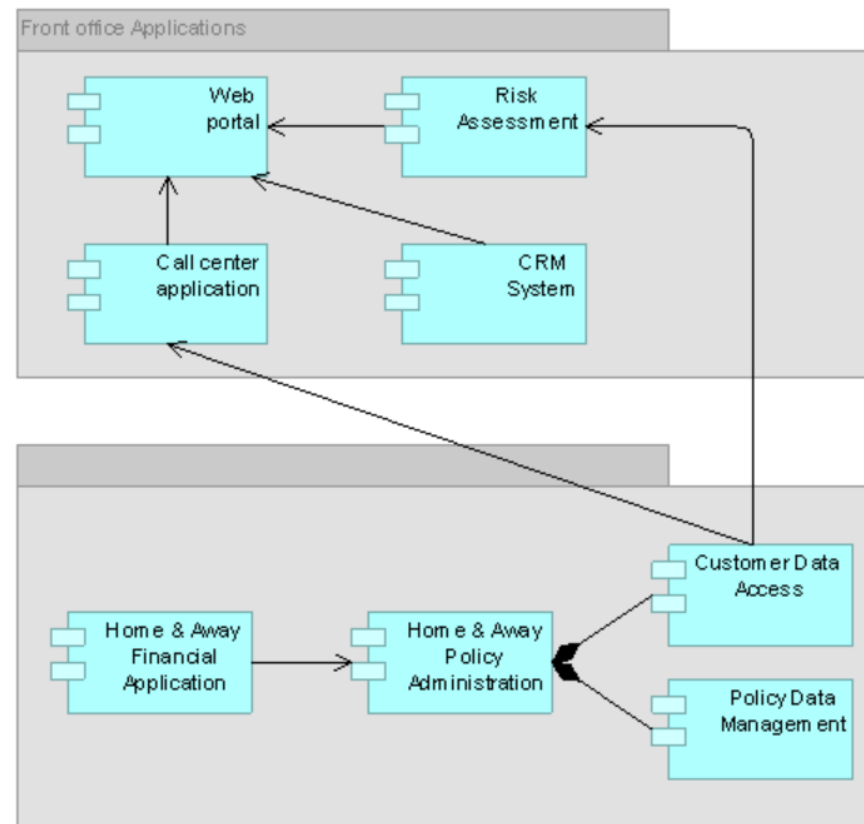 Front office Applications
Web
portal
Risk
Assessment
Call center
application
CRM
System
Customer Data
Access
Home & Away
Financial
Application
Home & Away
Policy
Administration
Policy Data
Management